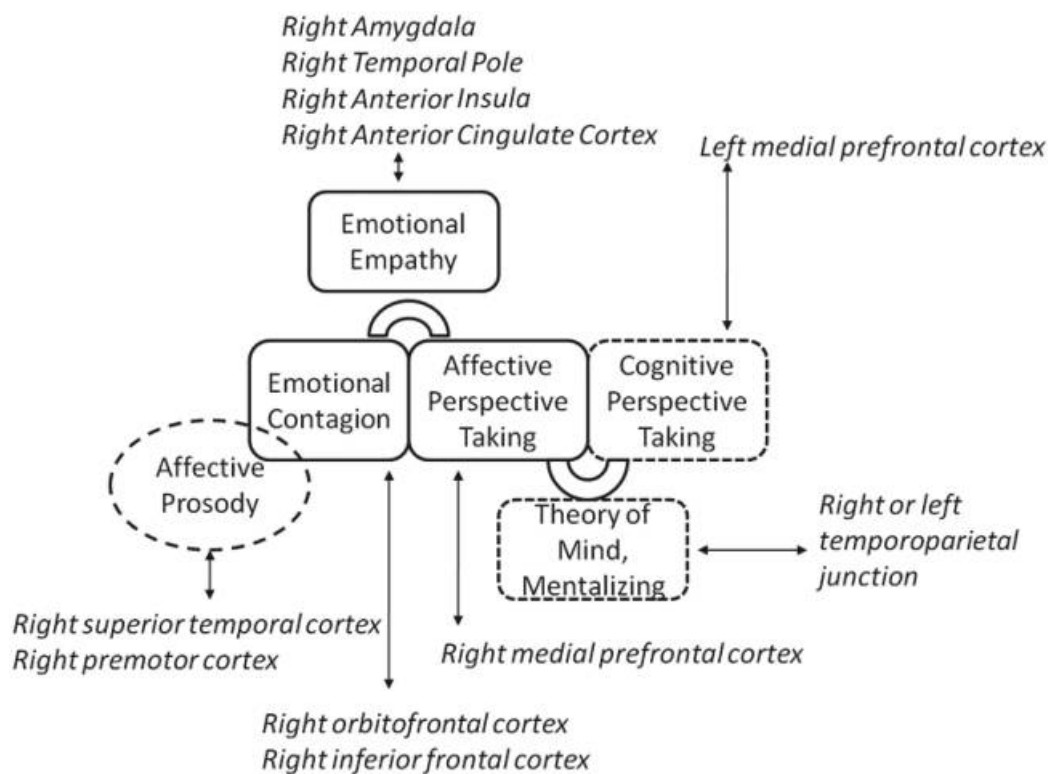 Right Amygdala
Right Temporal Pole
Right Anterior Insula
Right Anterior Cingulate Cortex
Left medial prefrontal cortex
Emotional
Empathy
Emotional
Contagion
Affective
Perspective
Taking
Cognitive
Perspective
Taking
Affective
Prosody
Theory of
Mind,
Mentalizing
Right or left
temporoparietal
junction
Right superior temporal cortex
Right premotor cortex
Right medial prefrontal cortex
Right orbitofrontal cortex
Right inferior frontal cortex